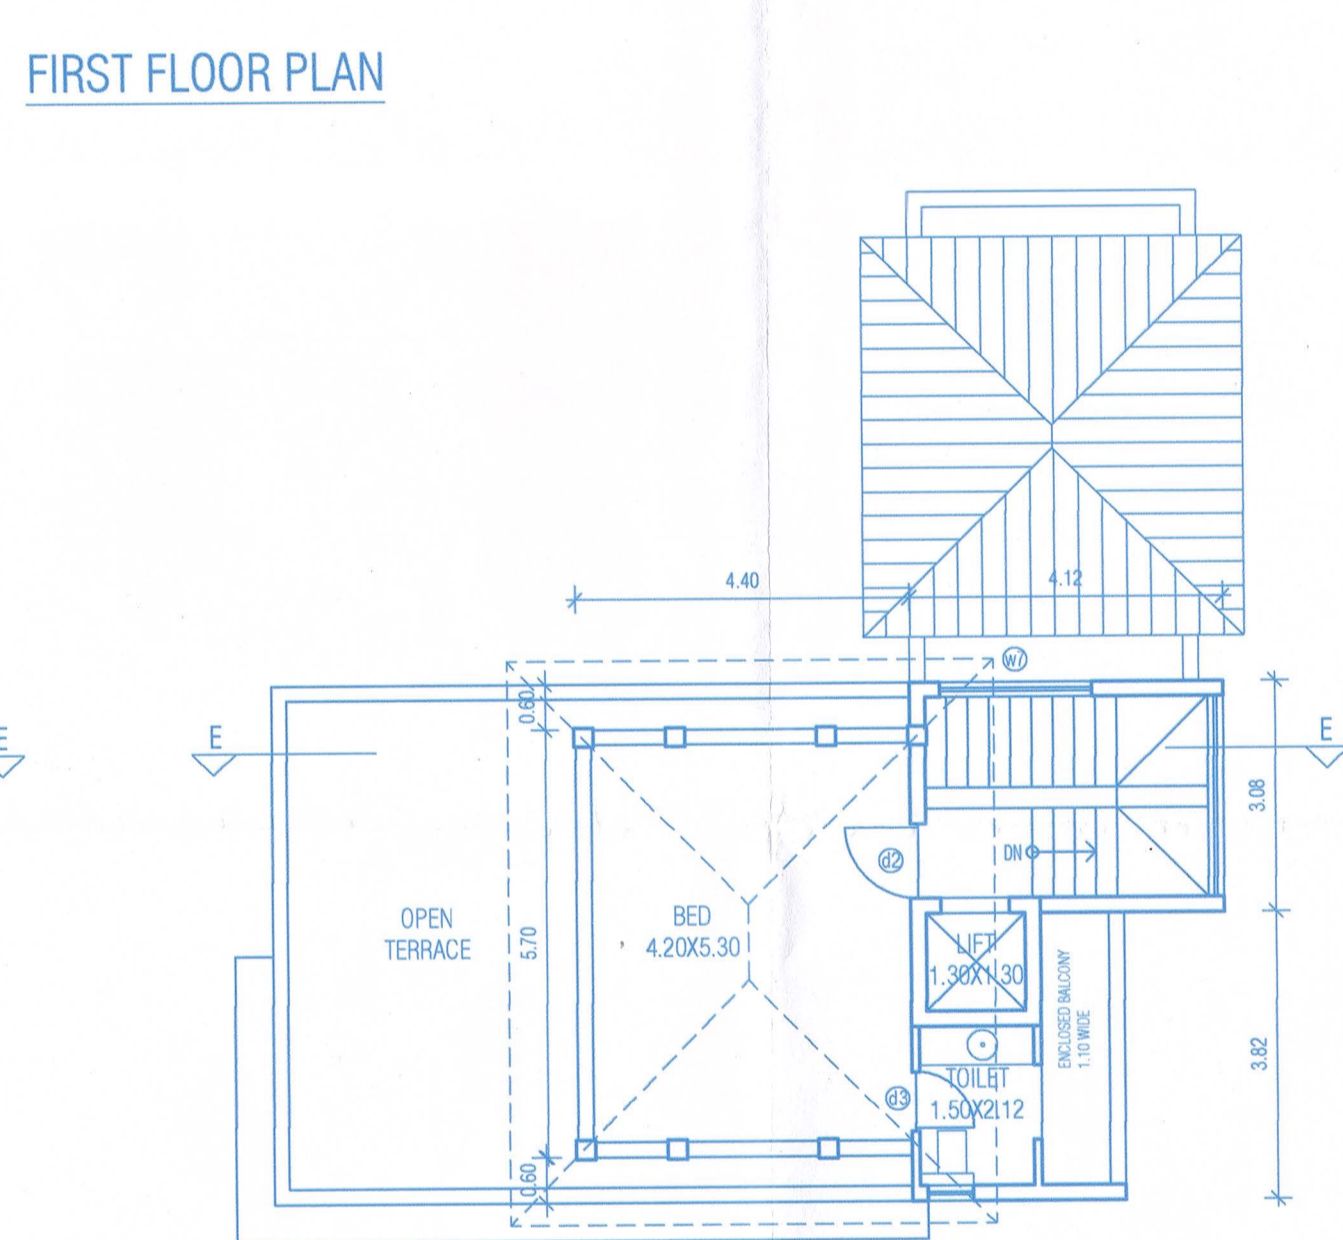 FIRST FLOOR PLAN
4.40
4.12
w7
0.60
E
E
E
3.08
d2
DN
OPEN
TERRACE
5.70
BED
4.20X5.30
LIFT
1.30X1.30
ENCLOSED BALCONY
1.10 WIDE
3.82
TOILET
1.50X2.12
d3
0.60